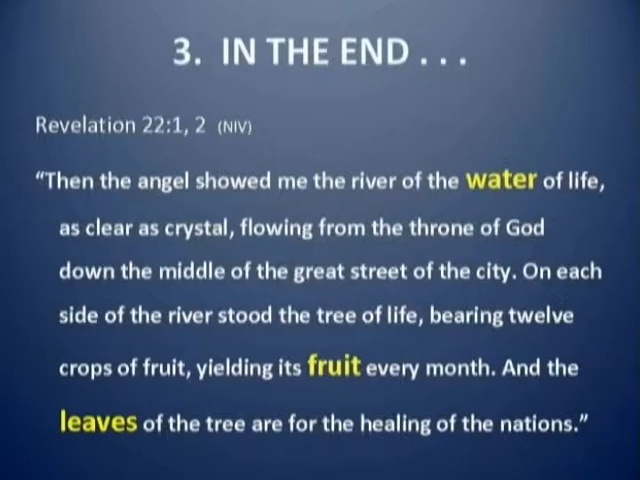 3. IN THE END . . .
Revelation 22:1, 2 (NIV)
“Then the angel showed me the river of the water of life,
as clear as crystal, flowing from the throne of God
down the middle of the great street of the city. On each
side of the river stood the tree of life, bearing twelve
crops of fruit, yielding its fruit every month. And the
leaves of the tree are for the healing of the nations.”